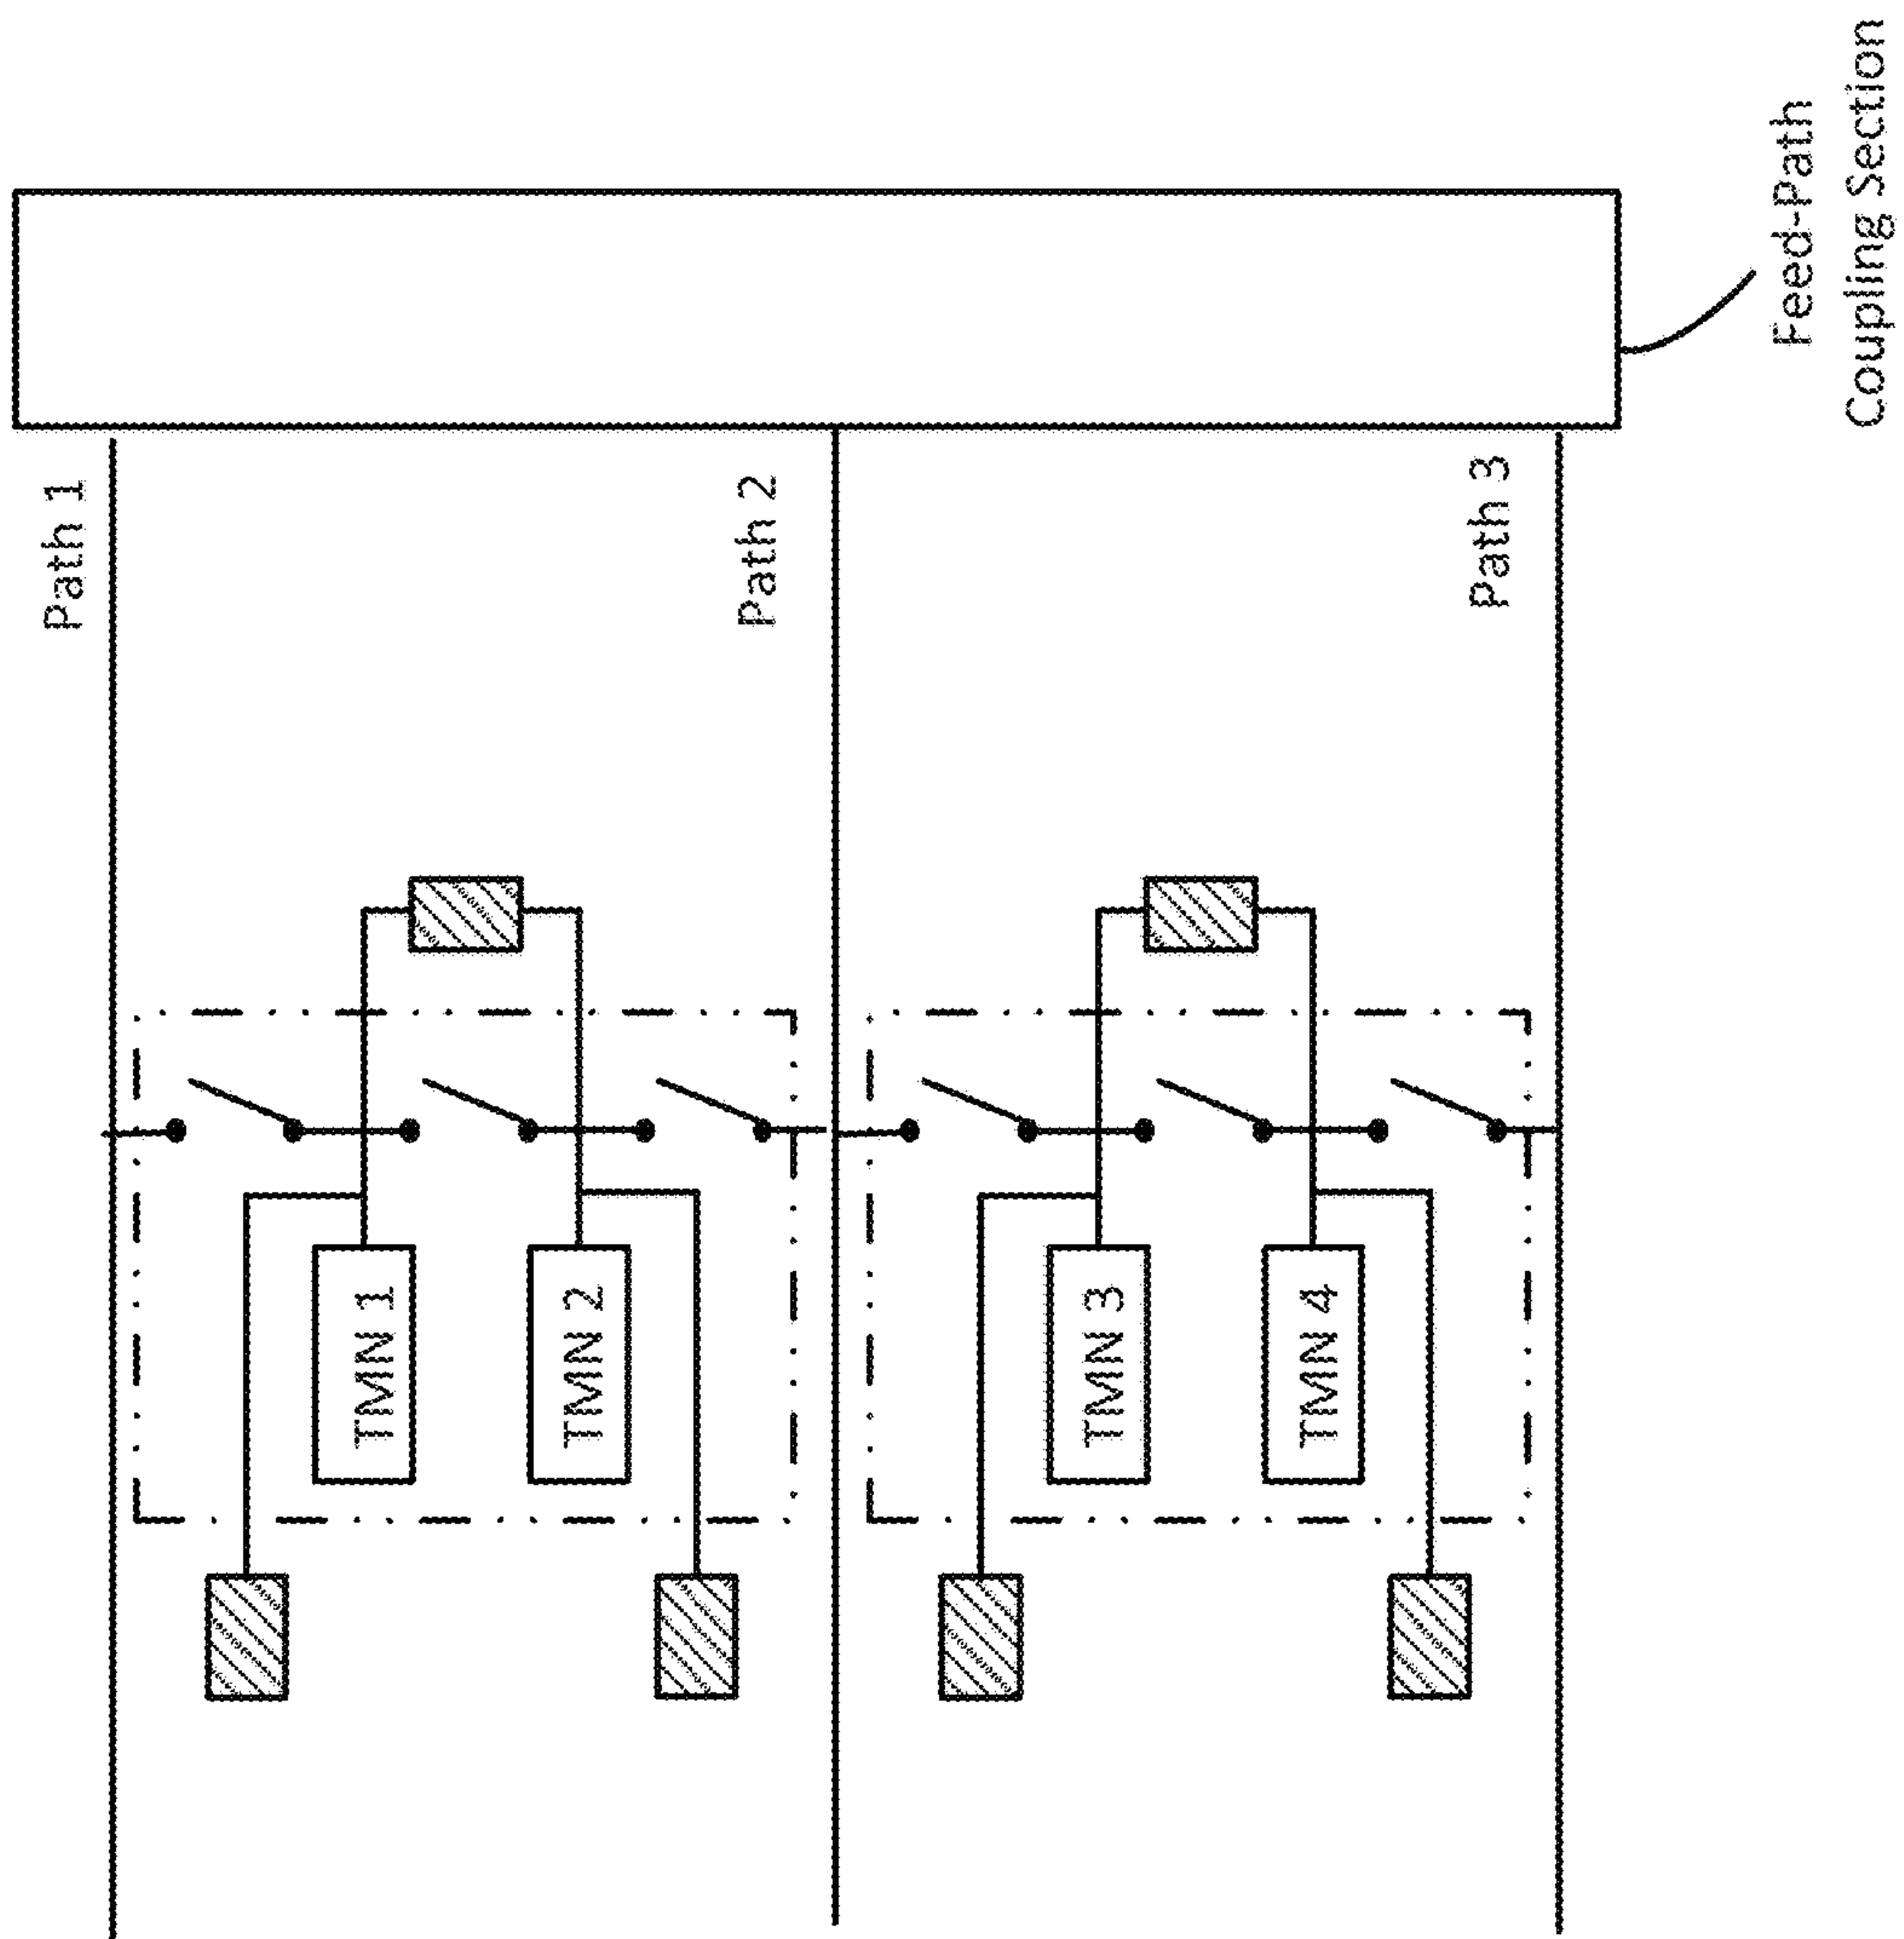 Path 1
Path 2
Path 3
TMN 1
TMN 2
TMN 3
TMN 4
Feed-Path
Coupling Section